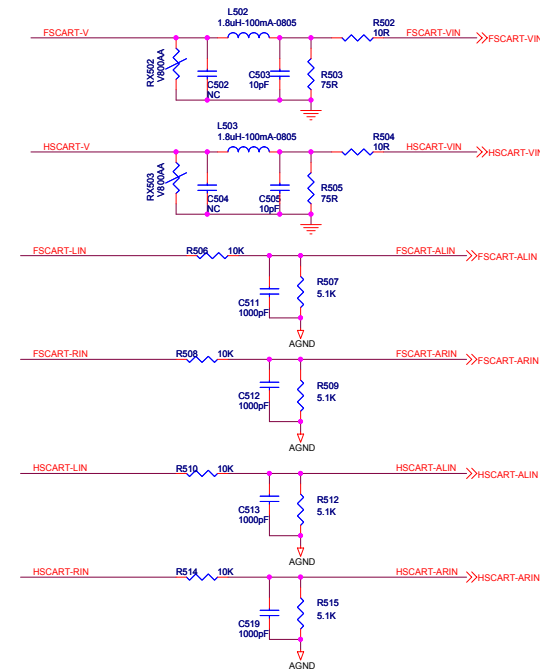 L502
1.8uH-100mA-0805
R502
10R
FSCART-V
FSCART-VIN
FSCART-VIN
RX502
V800AA
C502
NC
C503
10pF
R503
75R
L503
1.8uH-100mA-0805
R504
10R
HSCART-V
HSCART-VIN
HSCART-VIN
RX503
V800AA
C504
NC
C505
10pF
R505
75R
FSCART-LIN
R506 10K
FSCART-ALIN
FSCART-ALIN
C511
1000pF
R507
5.1K
AGND
FSCART-RIN
R508 10K
FSCART-ARIN
FSCART-ARIN
C512
1000pF
R509
5.1K
AGND
HSCART-LIN
R510 10K
HSCART-ALIN
HSCART-ALIN
C513
1000pF
R512
5.1K
AGND
HSCART-RIN
R514 10K
HSCART-ARIN
HSCART-ARIN
C519
1000pF
R515
5.1K
AGND